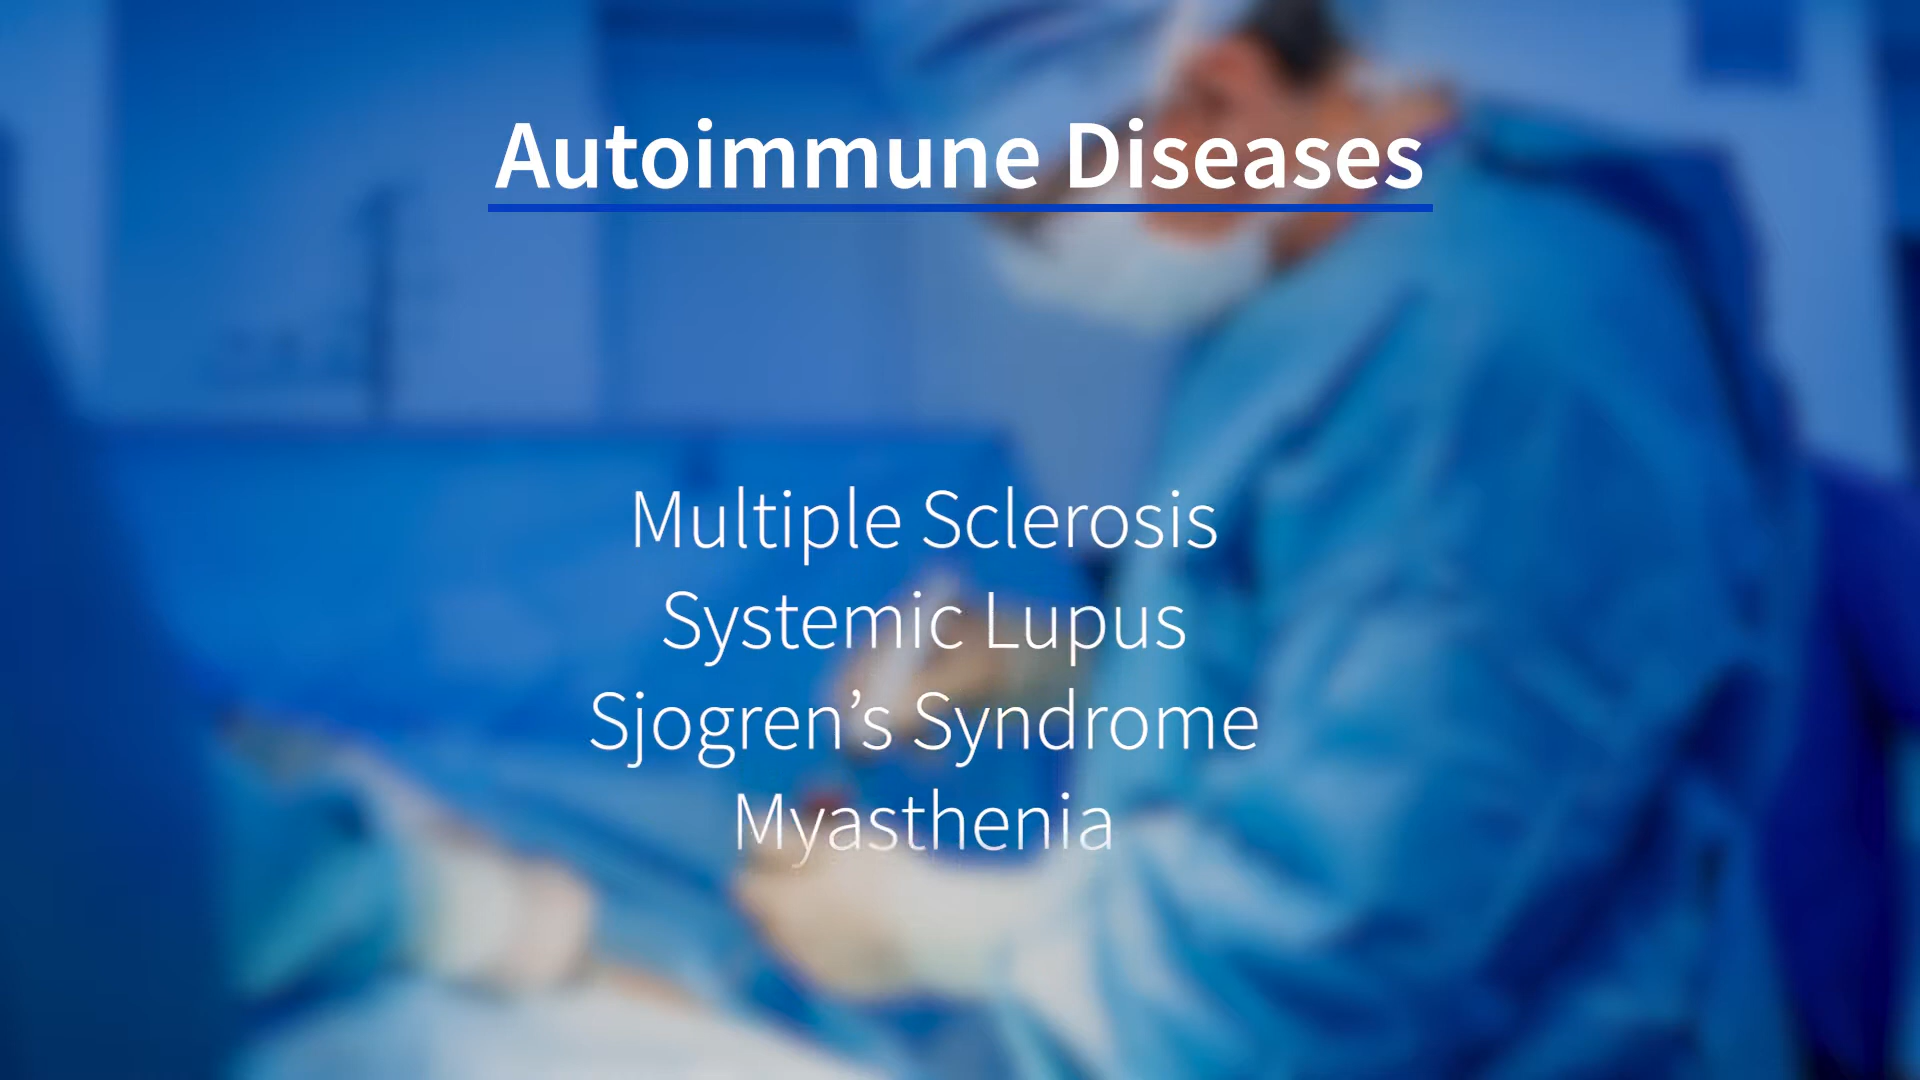 Autoimmune Diseases
Multiple Sclerosis
Systemic Lupus
Sjogren’s Syndrome
Myasthenia